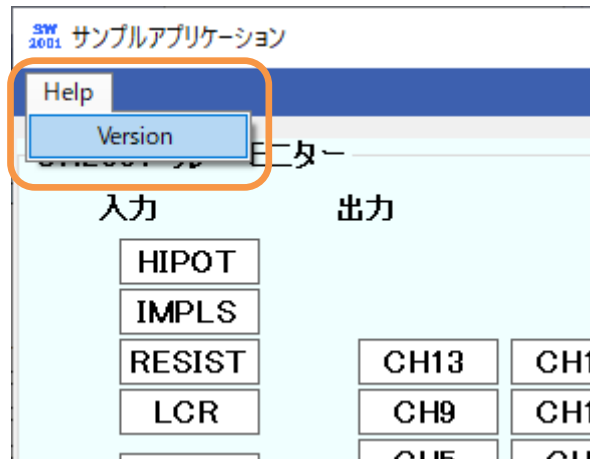 SW
2001 サンプルアプリケーション
Help
Version
モニター
入力 出力
HIPOT
IMPLS
RESIST CH13
LCR CH9